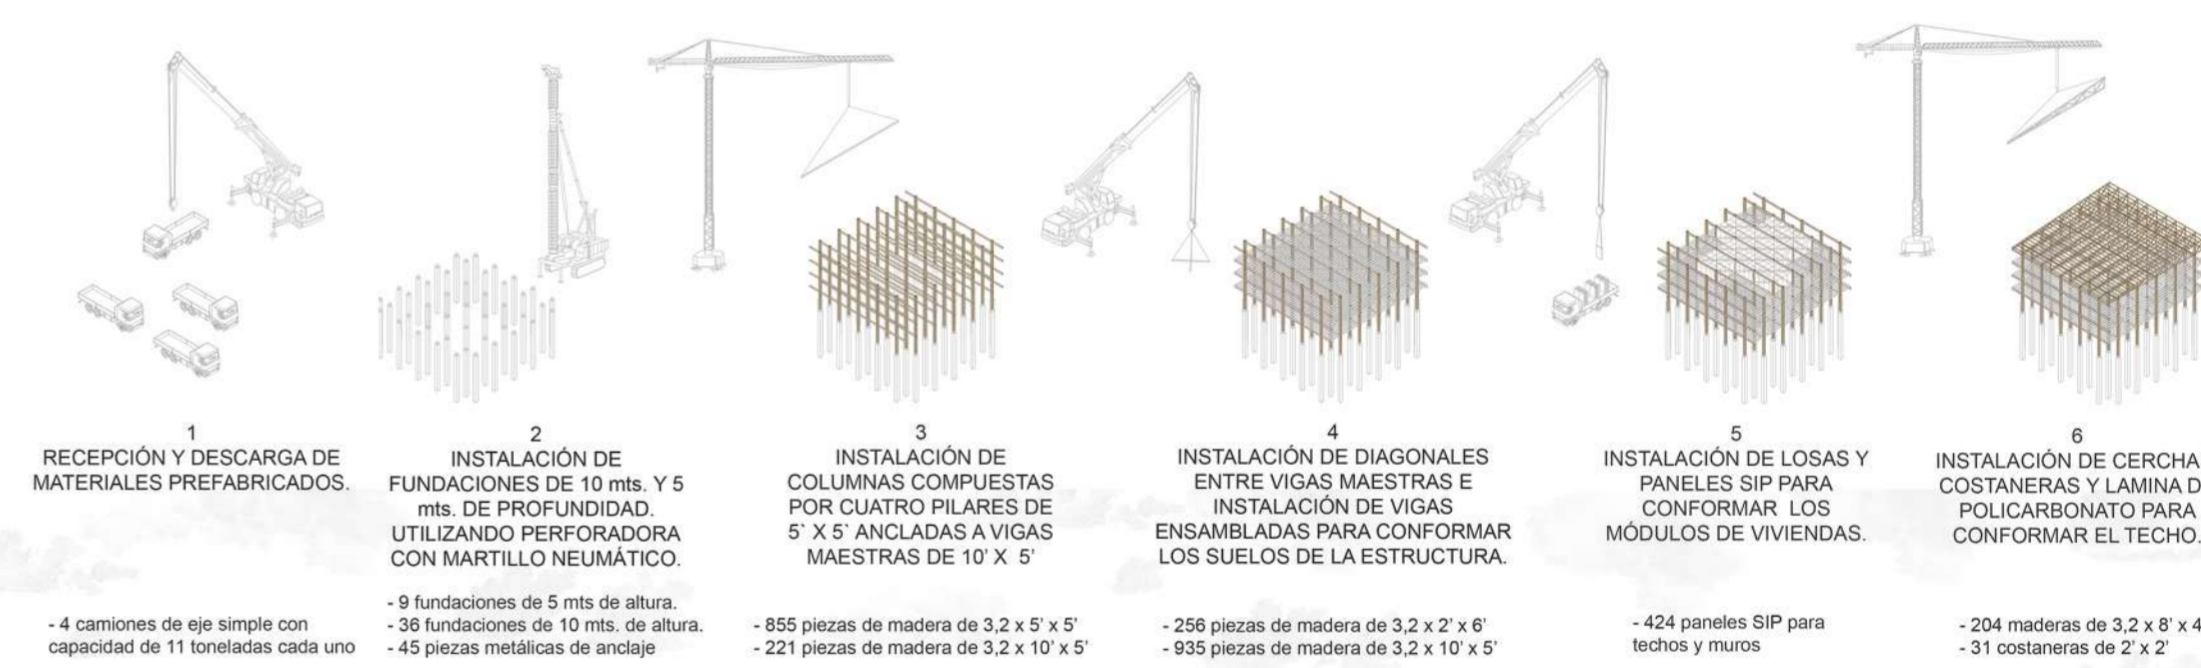 1
RECEPCIÓN Y DESCARGA DE
MATERIALES PREFABRICADOS.
- 4 camiones de eje simple con
capacidad de 11 toneladas cada uno
2
INSTALACIÓN DE
FUNDACIONES DE 10 mts. Y 5
mts. DE PROFUNDIDAD.
UTILIZANDO PERFORADORA
CON MARTILLO NEUMÁTICO.
- 9 fundaciones de 5 mts de altura.
- 36 fundaciones de 10 mts. de altura.
- 45 piezas metálicas de anclaje
3
INSTALACIÓN DE
COLUMNAS COMPUESTAS
POR CUATRO PILARES DE
5` X 5` ANCLADAS A VIGAS
MAESTRAS DE 10' X 5'
- 855 piezas de madera de 3,2 x 5' x 5'
- 221 piezas de madera de 3,2 x 10' x 5'
4
INSTALACIÓN DE DIAGONALES
ENTRE VIGAS MAESTRAS E
INSTALACIÓN DE VIGAS
ENSAMBLADAS PARA CONFORMAR
LOS SUELOS DE LA ESTRUCTURA.
- 256 piezas de madera de 3,2 x 2' x 6'
- 935 piezas de madera de 3,2 x 10' x 5'
5
INSTALACIÓN DE LOSAS Y
PANELES SIP PARA
CONFORMAR LOS
MÓDULOS DE VIVIENDAS.
- 424 paneles SIP para
techos y muros
6
INSTALACIÓN DE CERCHA
COSTANERAS Y LAMINA D
POLICARBONATO PARA
CONFORMAR EL TECHO.
- 204 maderas de 3,2 x 8' x 4
- 31 costaneras de 2' x 2'